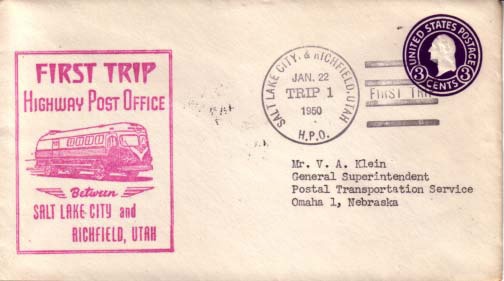 FIRST TRIP
HIGHWAY POST OFFICE
Between
SALT LAKE CITY and
RICHFIELD, UTAH
SALT LAKE CITY, & RICHFIELD, UTAH
JAN. 22
TRIP 1
1950
H.P.O.
FIRST TRIP
UNITED STATES POSTAGE
3 3
CENTS
Mr. V. A. Klein
General Superintendent
Postal Transportation Service
Omaha 1, Nebraska